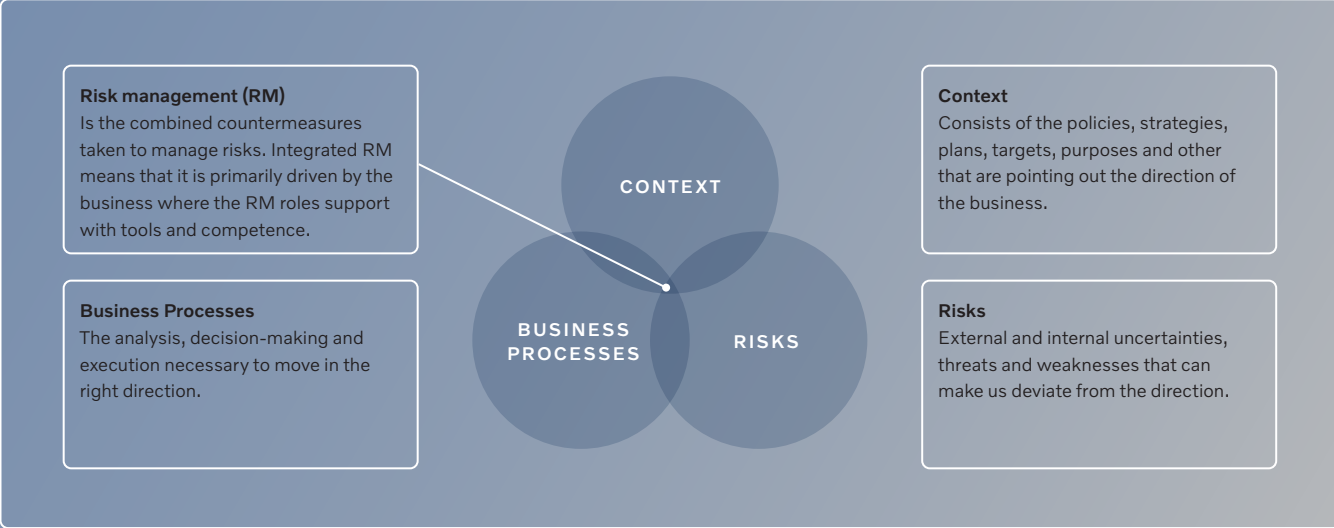 Risk management (RM)
Is the combined countermeasures
taken to manage risks. Integrated RM
means that it is primarily driven by the
business where the RM roles support
with tools and competence.
Business Processes
The analysis, decision-making and
execution necessary to move in the
right direction.
CONTEXT
BUSINESS
PROCESSES
RISKS
Context
Consists of the policies, strategies,
plans, targets, purposes and other
that are pointing out the direction of
the business.
Risks
External and internal uncertainties,
threats and weaknesses that can
make us deviate from the direction.